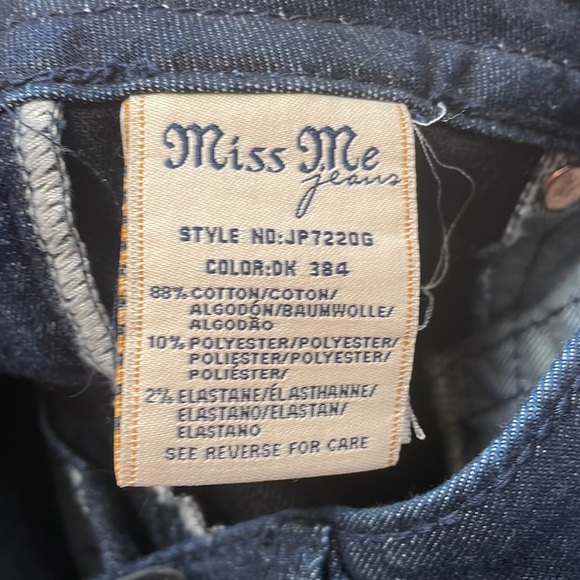 Miss Me
jeans
STYLE NO:JP7220G
COLOR:DK 384
88% COTTON/COTON/
ALGODÓN/BAUMWOLLE/
ALGODÃO
10% POLYESTER/POLYESTER/
POLIÉSTER/POLYESTER/
POLIÉSTER/
2% ELASTANE/ÉLASTHANNE/
ELASTANO/ELASTAN/
ELASTANO
SEE REVERSE FOR CARE